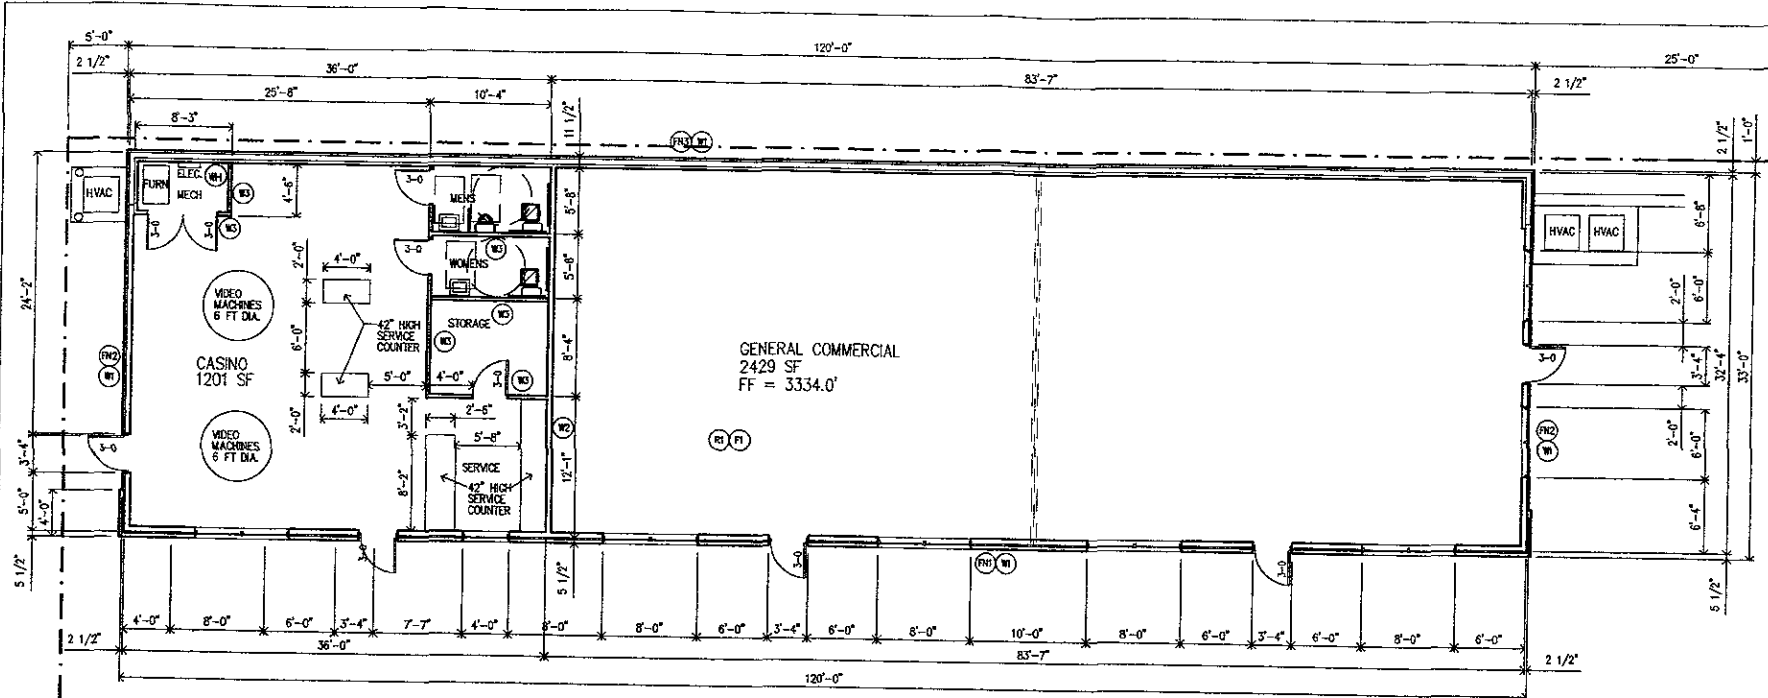 5'-0"
120'-0"
25'-0"
2 1/2"
36'-0"
83'-7"
2 1/2"
25'-8"
10'-4"
11 1/2"
8'-3"
FN3 W1
2 1/2"
1'-0"
HVAC
FURN
ELEC.
WH
MECH
W3
W3
3-0
3-0
4'-6"
3-0
MENS
5'-8"
3-0
WOMENS
W3
5'-8"
HVAC
HVAC
6'-8"
6'-0"
2'-0"
24'-2"
2'-0"
4'-0"
VIDEO
MACHINES
6 FT DIA.
6'-0"
42" HIGH
SERVICE
COUNTER
STORAGE
W3
W3
8'-4"
FN2
W1
CASINO
1201 SF
5'-0"
4'-0"
3-0
W3
GENERAL COMMERCIAL
2429 SF
FF = 3334.0'
3-0
3'-4"
32'-4"
33'-0"
2'-0"
4'-0"
3'-2"
2'-6"
5'-8"
W2
R1 F1
FN2
W1
2'-0"
6'-0"
3'-4"
3-0
VIDEO
MACHINES
6 FT DIA.
SERVICE
42" HIGH
SERVICE
COUNTER
8'-2"
12'-1"
5'-0"
4'-0"
6'-4"
5 1/2"
3-0
5 1/2"
3-0
FN1 W1
3-0
5 1/2"
4'-0"
8'-0"
6'-0"
3'-4"
7'-7"
4'-0"
8'-0"
8'-0"
6'-0"
3'-4"
6'-0"
8'-0"
10'-0"
8'-0"
6'-0"
3'-4"
6'-0"
8'-0"
6'-0"
2 1/2"
36'-0"
83'-7"
2 1/2"
120'-0"